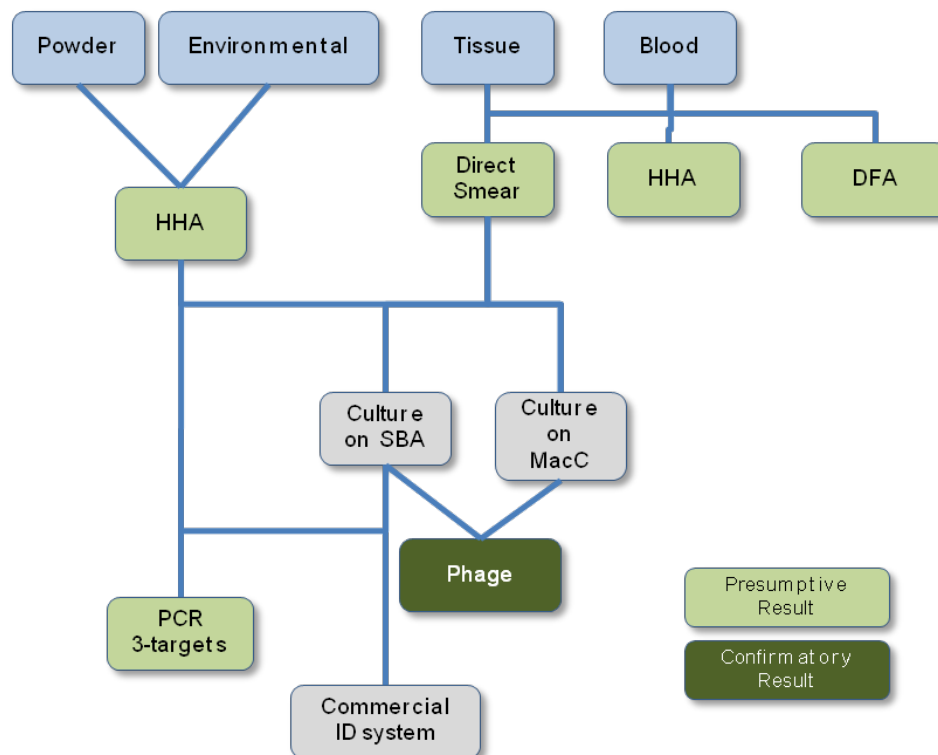 Powder
Environmental
Tissue
Blood
Direct
Smear
HHA
DFA
HHA
Culture
on SBA
Culture
on
MacC
Phage
PCR
3-targets
Commercial
ID system
Presumptive
Result
Confirmatory
Result